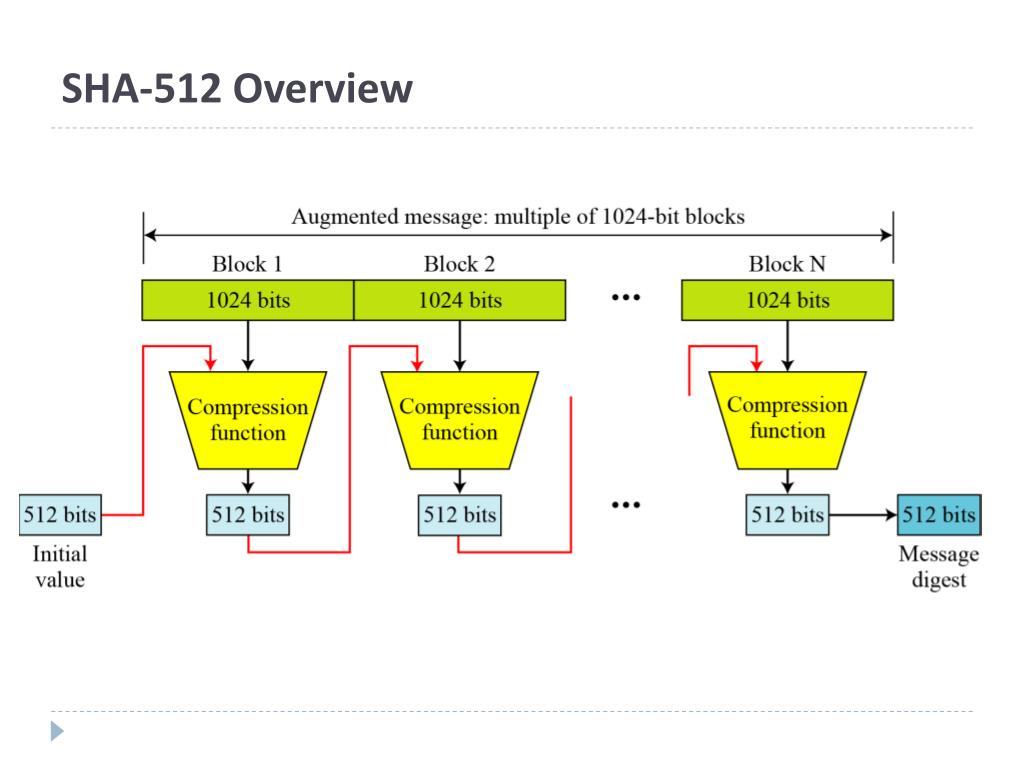 SHA-512 Overview
Augmented message: multiple of 1024-bit blocks
Block 1
Block 2
Block N
1024 bits
1024 bits
•••
1024 bits
Compression
function
Compression
function
Compression
function
512 bits
512 bits
512 bits
•••
512 bits
512 bits
Initial
value
Message
digest